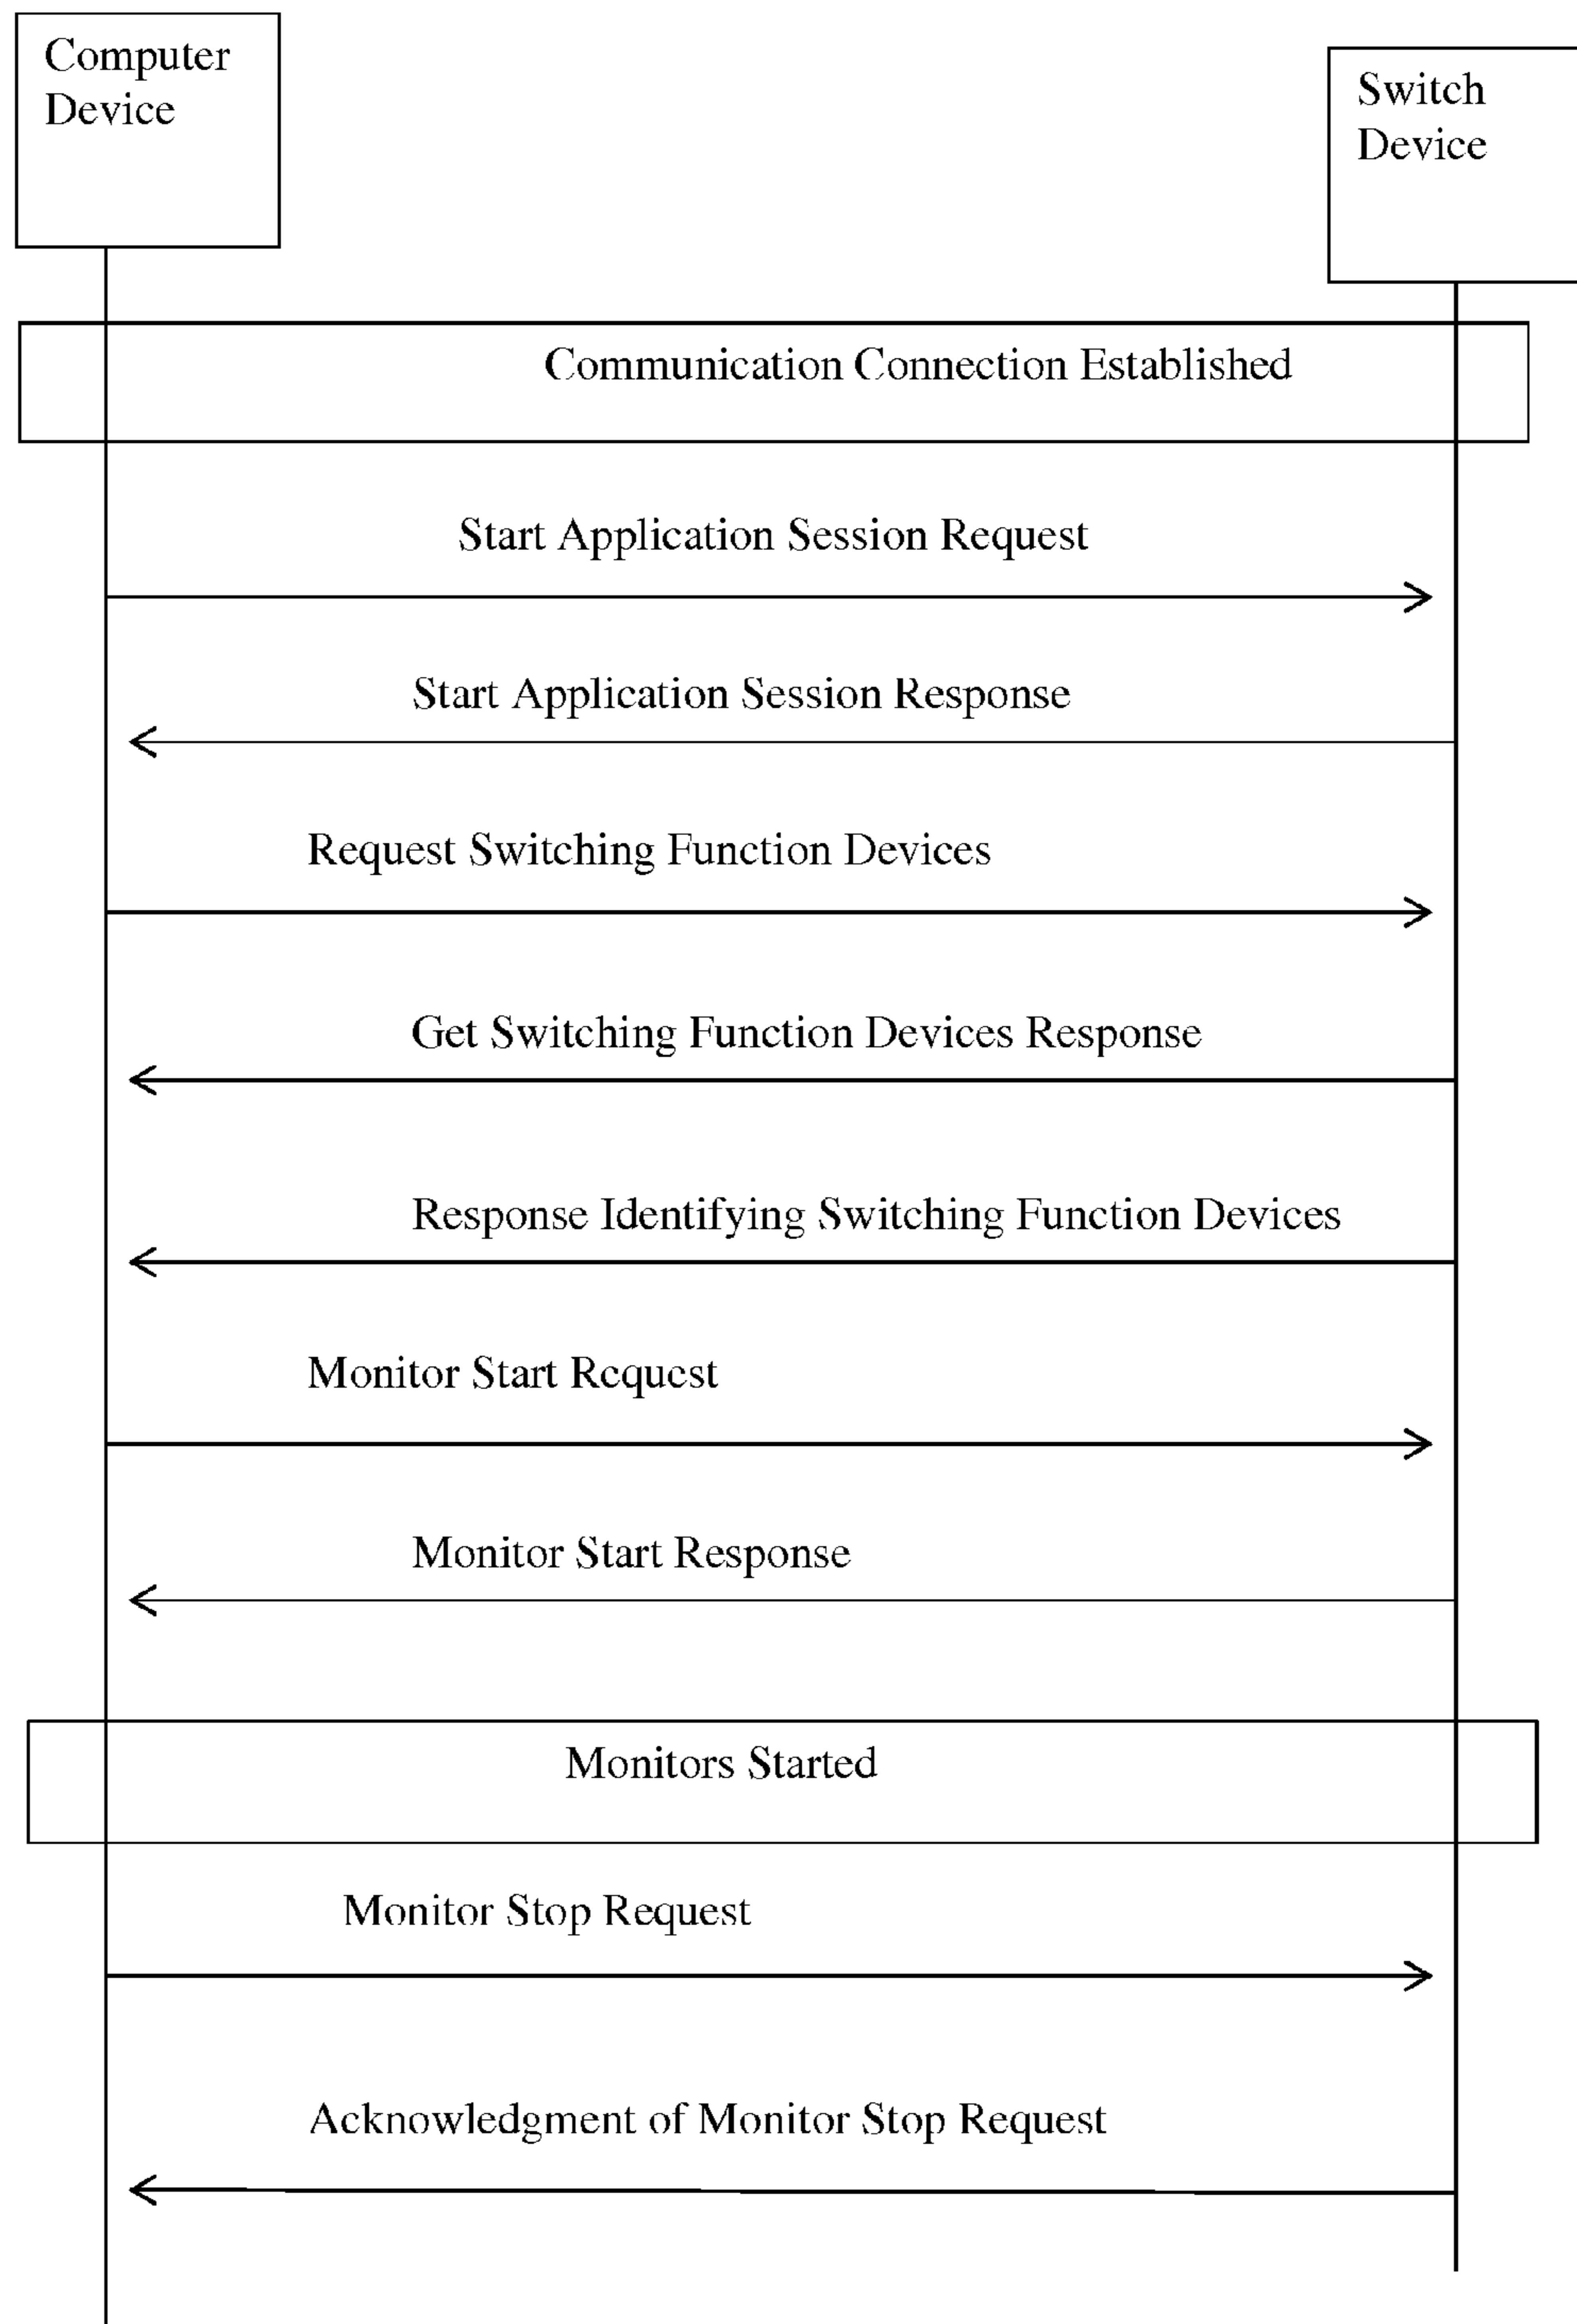 Computer
Device
Switch
Device
Communication Connection Established
Start Application Session Request
Start Application Session Response
Request Switching Function Devices
Get Switching Function Devices Response
Response Identifying Switching Function Devices
Monitor Start Request
Monitor Start Response
Monitors Started
Monitor Stop Request
Acknowledgment of Monitor Stop Request